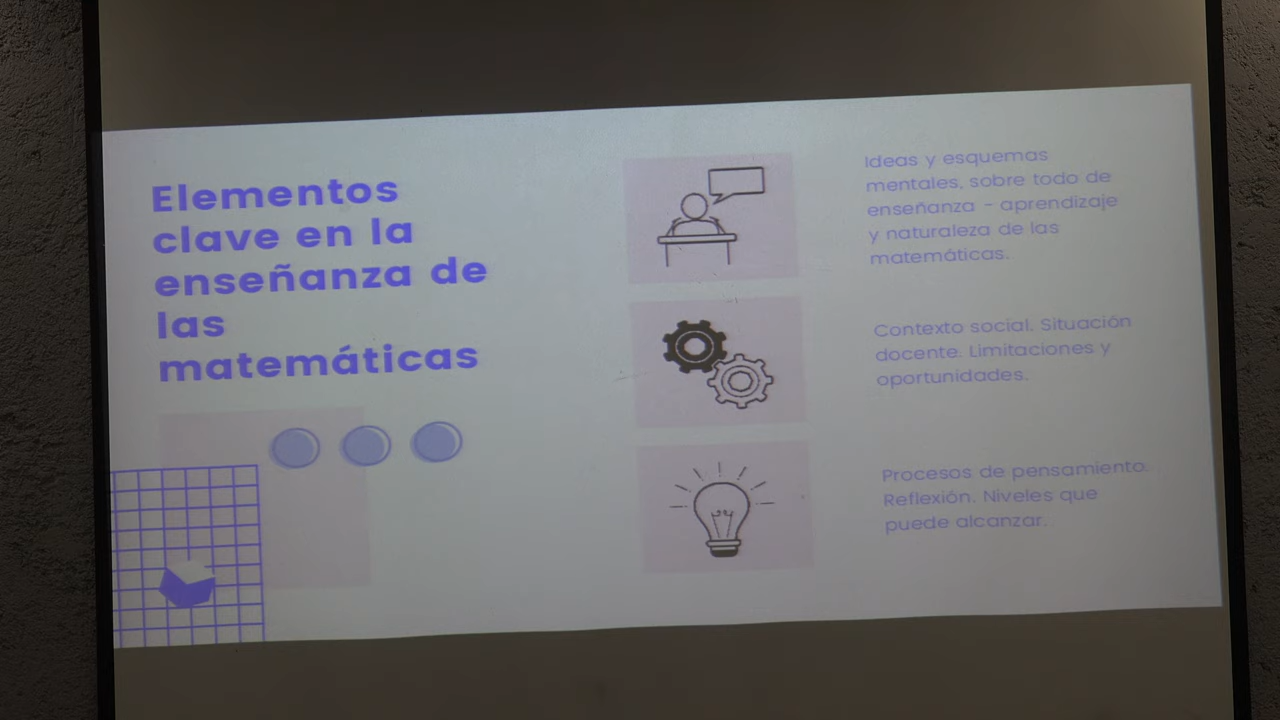 Elementos
clave en la
enseñanza de
las
matemáticas
Ideas y esquemas
mentales, sobre todo de
enseñanza - aprendizaje
y naturaleza de las
matemáticas.
Contexto social. Situación
docente. Limitaciones y
oportunidades.
Procesos de pensamiento.
Reflexión. Niveles que
puede alcanzar.